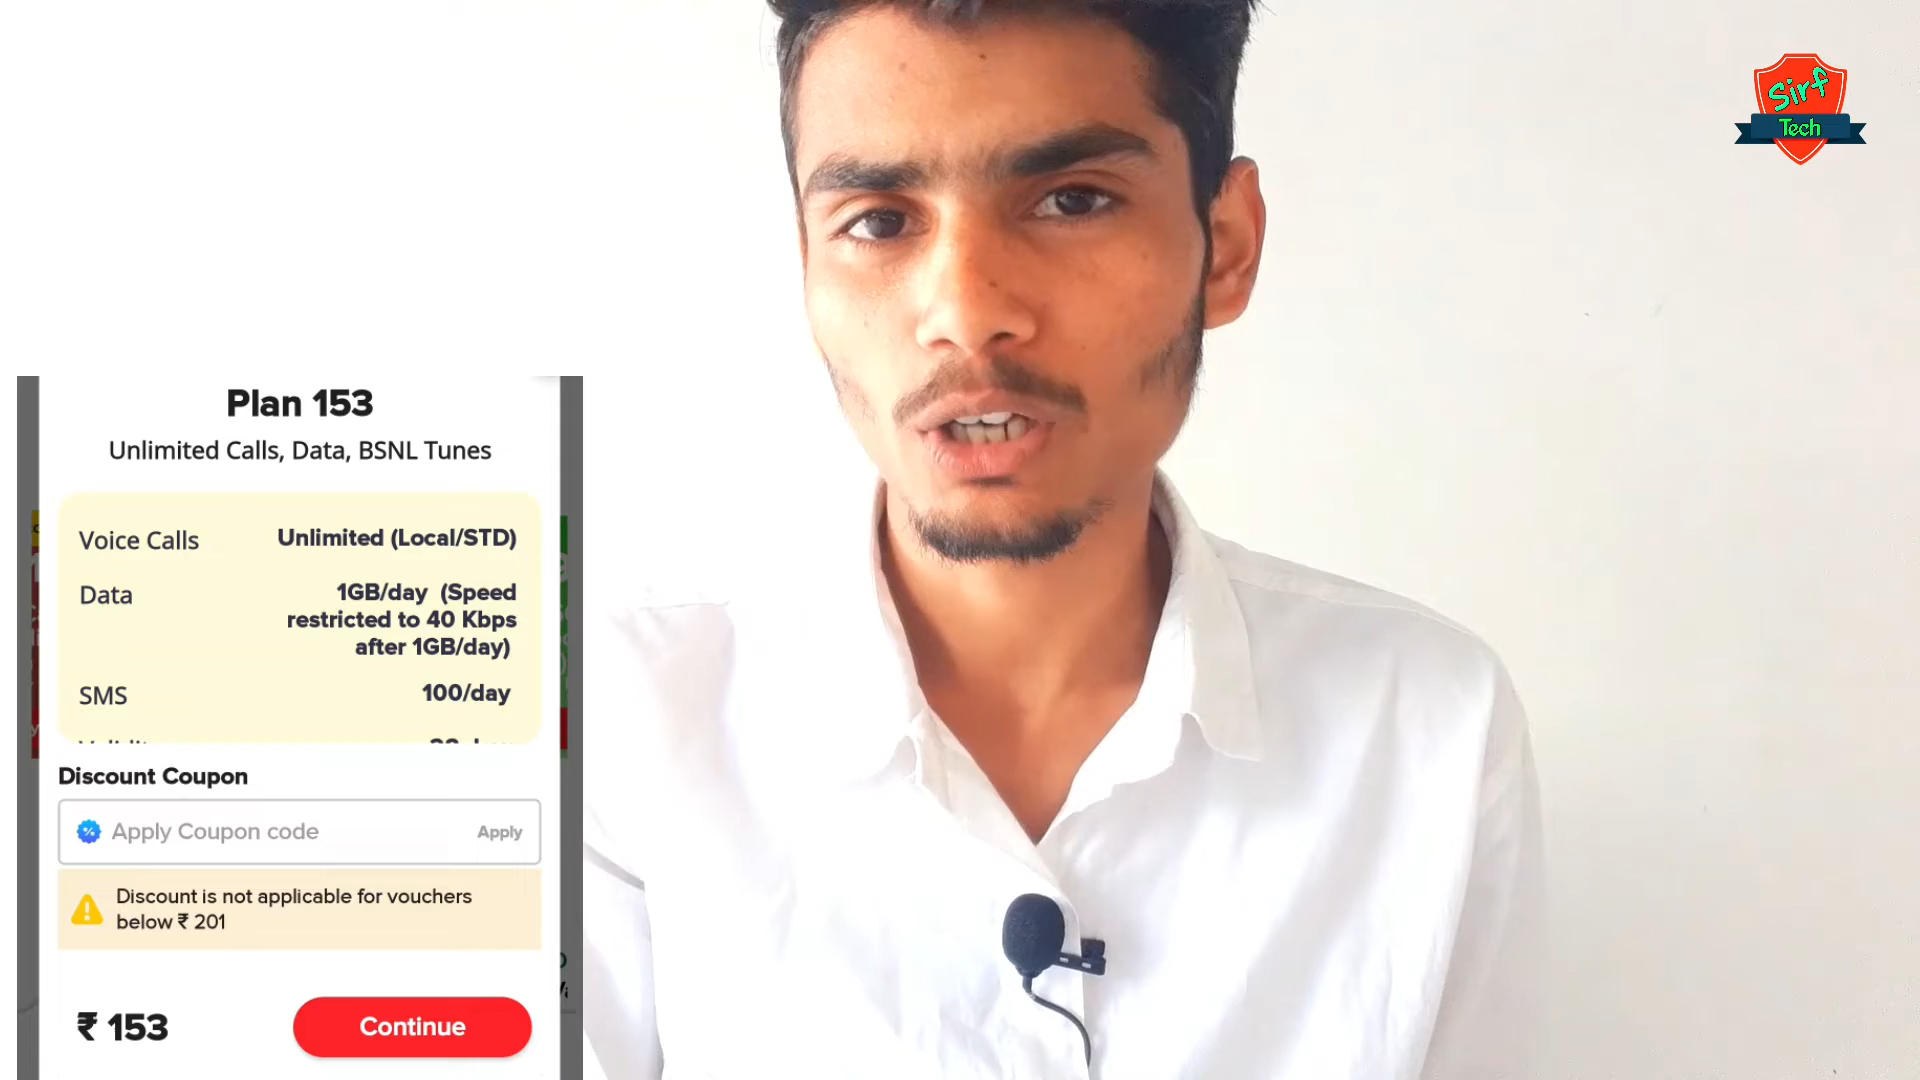 Sirf
Tech
Plan 153
Unlimited Calls, Data, BSNL Tunes
Voice Calls Unlimited (Local/STD)
Data 1GB/day (Speed
restricted to 40 Kbps
after 1GB/day)
SMS 100/day
Discount Coupon
Apply Coupon code Apply
Discount is not applicable for vouchers
below ₹ 201
₹ 153 Continue